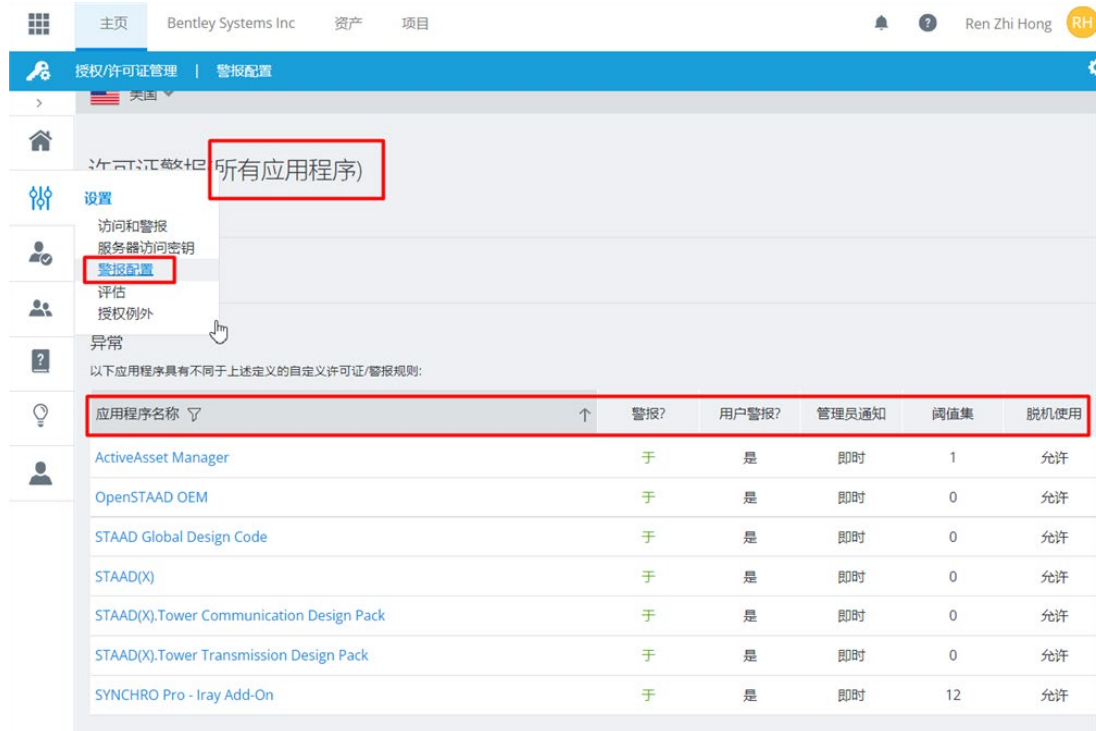 主页 Bentley Systems Inc 资产 项目 Ren Zhi Hong RH
授权/许可证管理 | 警报配置
美国
许可证警报(所有应用程序)
设置
访问和警报
服务器访问密钥
警报配置
评估
授权例外
异常
以下应用程序具有不同于上述定义的自定义许可证/警报规则:
应用程序名称 警报? 用户警报? 管理员通知 阈值集 脱机使用
ActiveAsset Manager 于 是 即时 1 允许
OpenSTAAD OEM 于 是 即时 0 允许
STAAD Global Design Code 于 是 即时 0 允许
STAAD(X) 于 是 即时 0 允许
STAAD(X).Tower Communication Design Pack 于 是 即时 0 允许
STAAD(X).Tower Transmission Design Pack 于 是 即时 0 允许
SYNCHRO Pro - Iray Add-On 于 是 即时 12 允许